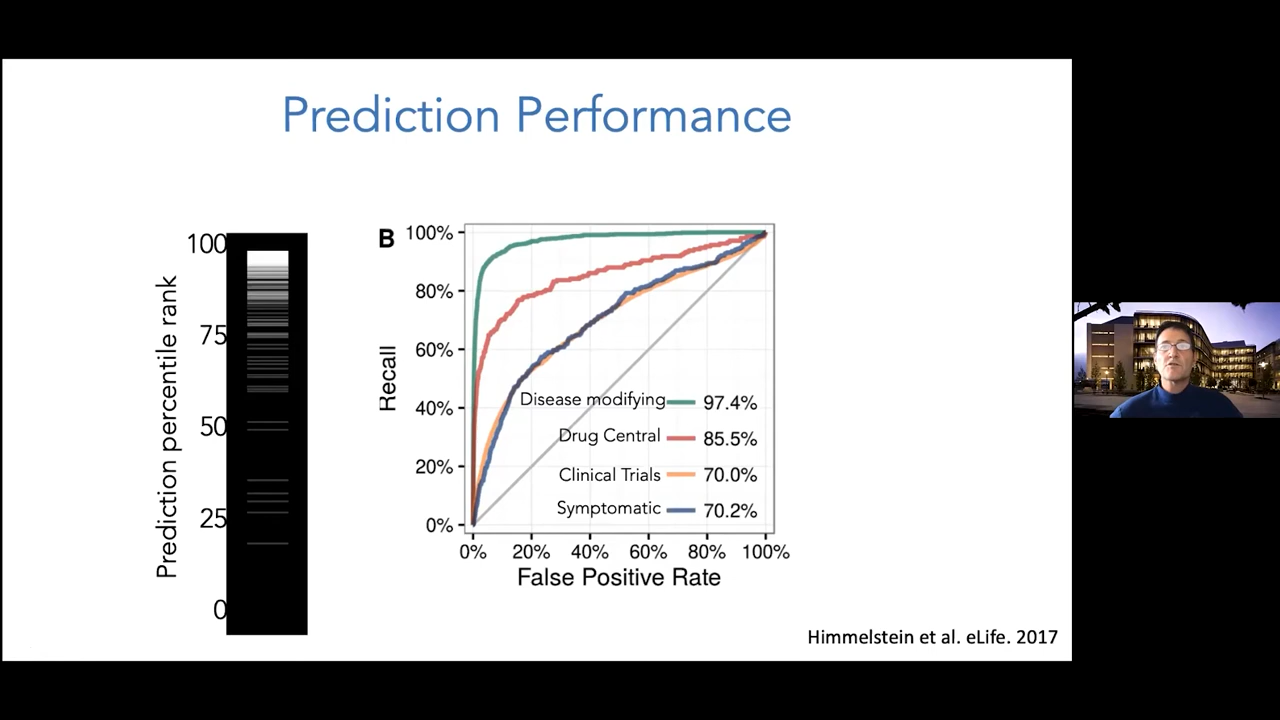 Prediction Performance
Prediction percentile rank
100
75
50
25
0
B
Recall
100%
80%
60%
40%
20%
0%
Disease modifying 97.4%
Drug Central 85.5%
Clinical Trials 70.0%
Symptomatic 70.2%
0% 20% 40% 60% 80% 100%
False Positive Rate
Himmelstein et al. eLife. 2017